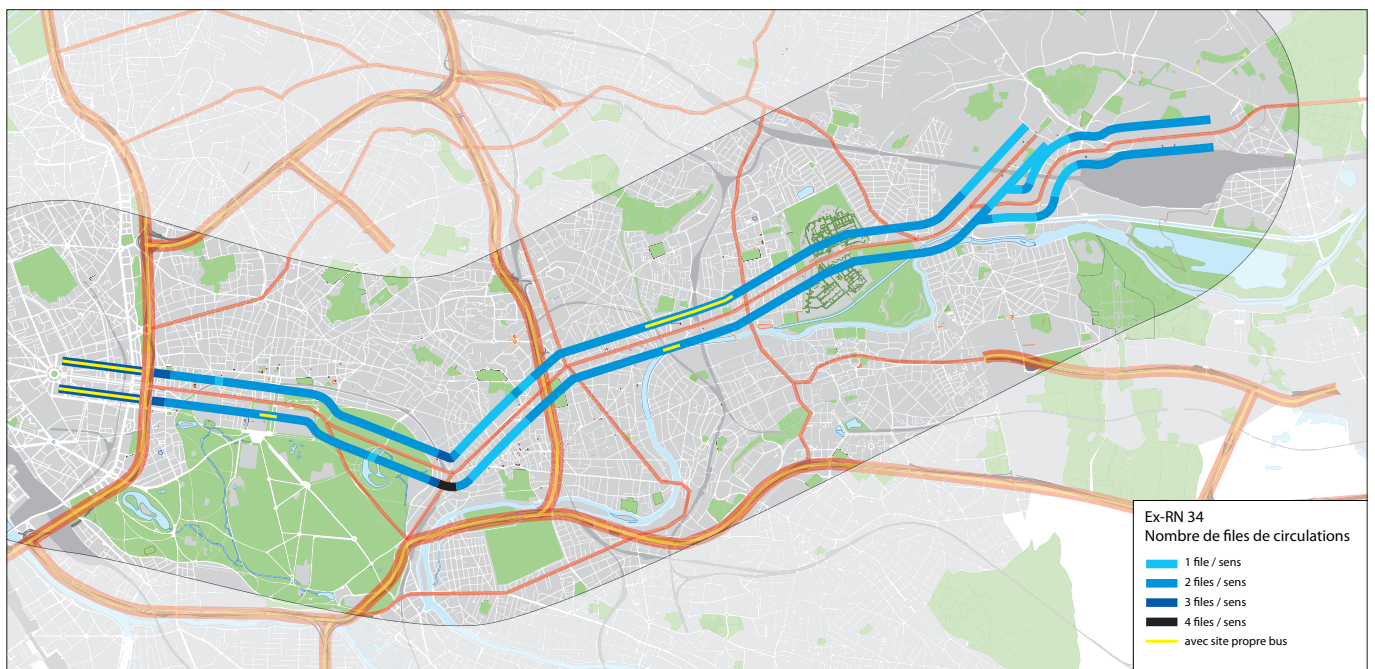 Ex-RN 34
Nombre de files de circulations
1 file / sens
2 files / sens
3 files / sens
4 files / sens
avec site propre bus